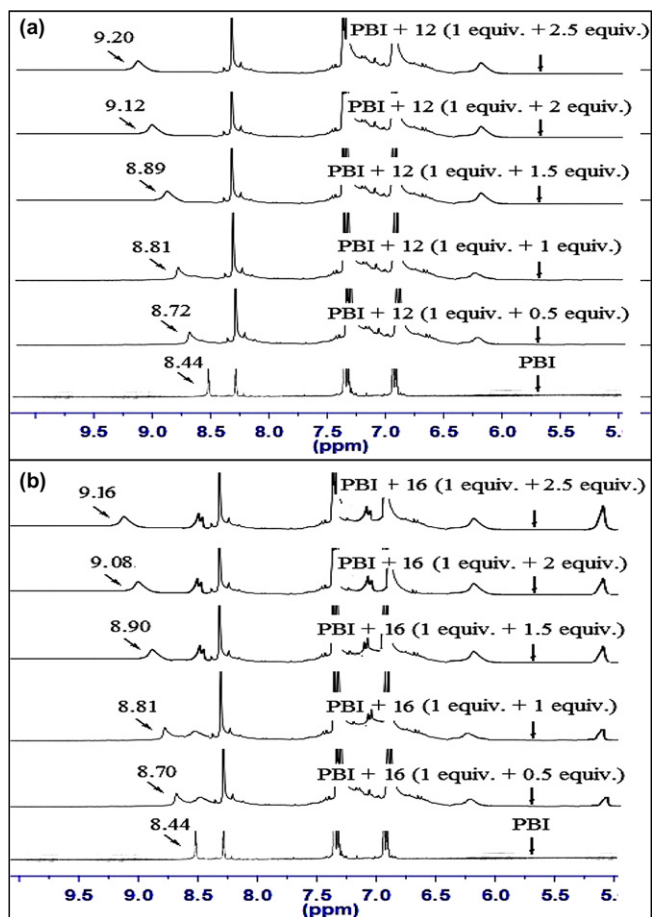 (a)
9.20
PBI + 12 (1 equiv. +2.5 equiv.)
9.12
PBI + 12 (1 equiv. + 2 equiv.)
8.89
PBI + 12 (1 equiv. + 1.5 equiv.)
8.81
PBI + 12 (1 equiv. + 1 equiv.)
8.72
PBI + 12 (1 equiv. + 0.5 equiv.)
8.44
PBI
9.5 9.0 8.5 8.0 7.5 7.0 6.5 6.0 5.5 5.
(ppm)
(b)
9.16
PBI + 16 (1 equiv. + 2.5 equiv.)
9.08
PBI + 16 (1 equiv. + 2 equiv.)
8.90
PBI + 16 (1 equiv. + 1.5 equiv.)
8.81
PBI + 16 (1 equiv. + 1 equiv.)
8.70
PBI + 16 (1 equiv. + 0.5 equiv.)
8.44
PBI
9.5 9.0 8.5 8.0 7.5 7.0 6.5 6.0 5.5 5.0
(ppm)